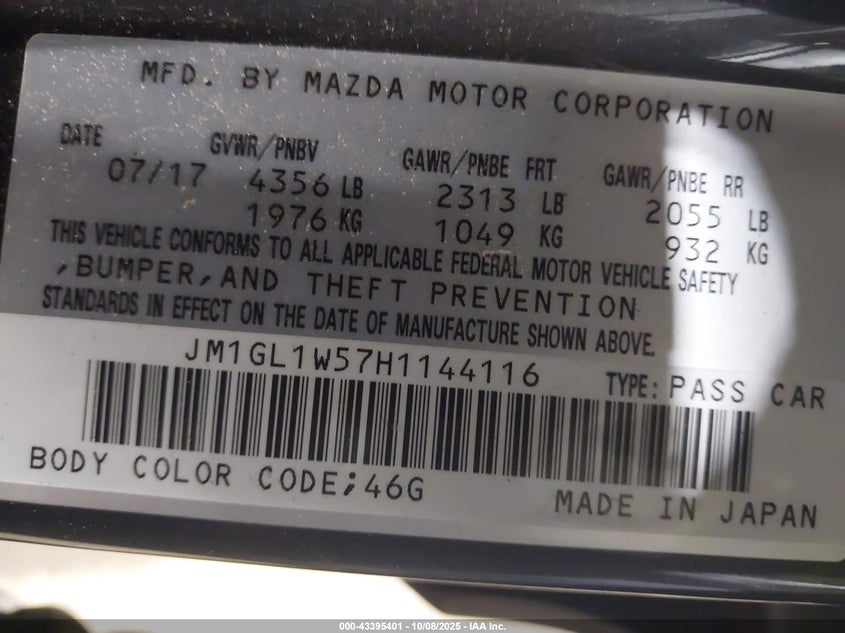 MFD. BY MAZDA MOTOR CORPORATION
DATE GVWR/PNBV GAWR/PNBE FRT GAWR/PNBE RR
07/17 4356 LB 2313 LB 2055 LB
1976 KG 1049 KG 932 KG
THIS VEHICLE CONFORMS TO ALL APPLICABLE FEDERAL MOTOR VEHICLE SAFETY
,BUMPER,AND THEFT PREVENTION
STANDARDS IN EFFECT ON THE DATE OF MANUFACTURE SHOWN ABOVE.
JM1GL1W57H1144116 TYPE: PASS CAR
BODY COLOR CODE;46G MADE IN JAPAN
000-43395401 - 10/08/2025 - IAA Inc.